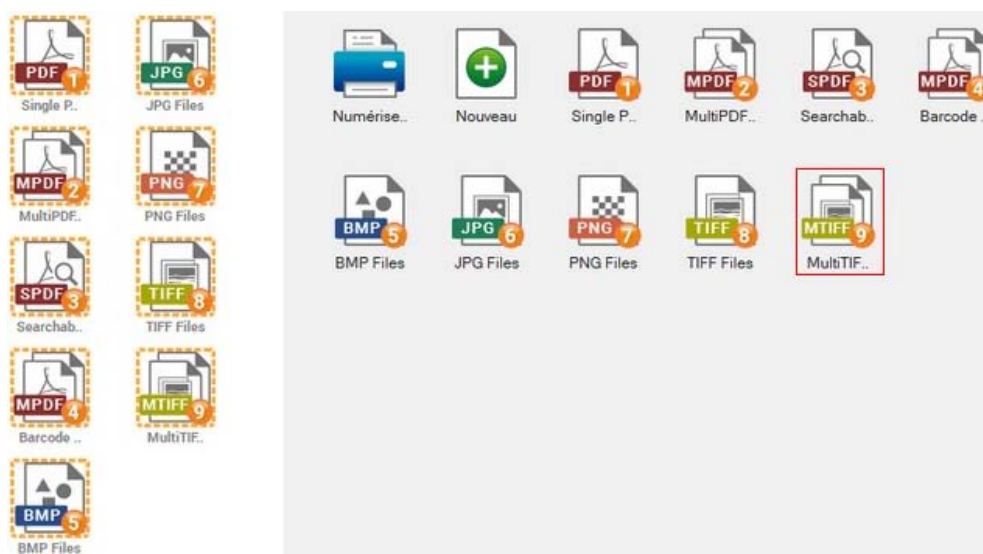 PDF 1
Single P..
JPG 6
JPG Files
MPDF 2
MultiPDF..
PNG 7
PNG Files
SPDF 3
Searchab..
TIFF 8
TIFF Files
MPDF 4
Barcode ..
MTIFF 9
MultiTIF..
BMP 5
BMP Files
Numérise..
Nouveau
PDF 1
Single P..
MPDF 2
MultiPDF..
SPDF 3
Searchab..
MPDF 4
Barcode .
BMP 5
BMP Files
JPG 6
JPG Files
PNG 7
PNG Files
TIFF 8
TIFF Files
MTIFF 9
MultiTIF..